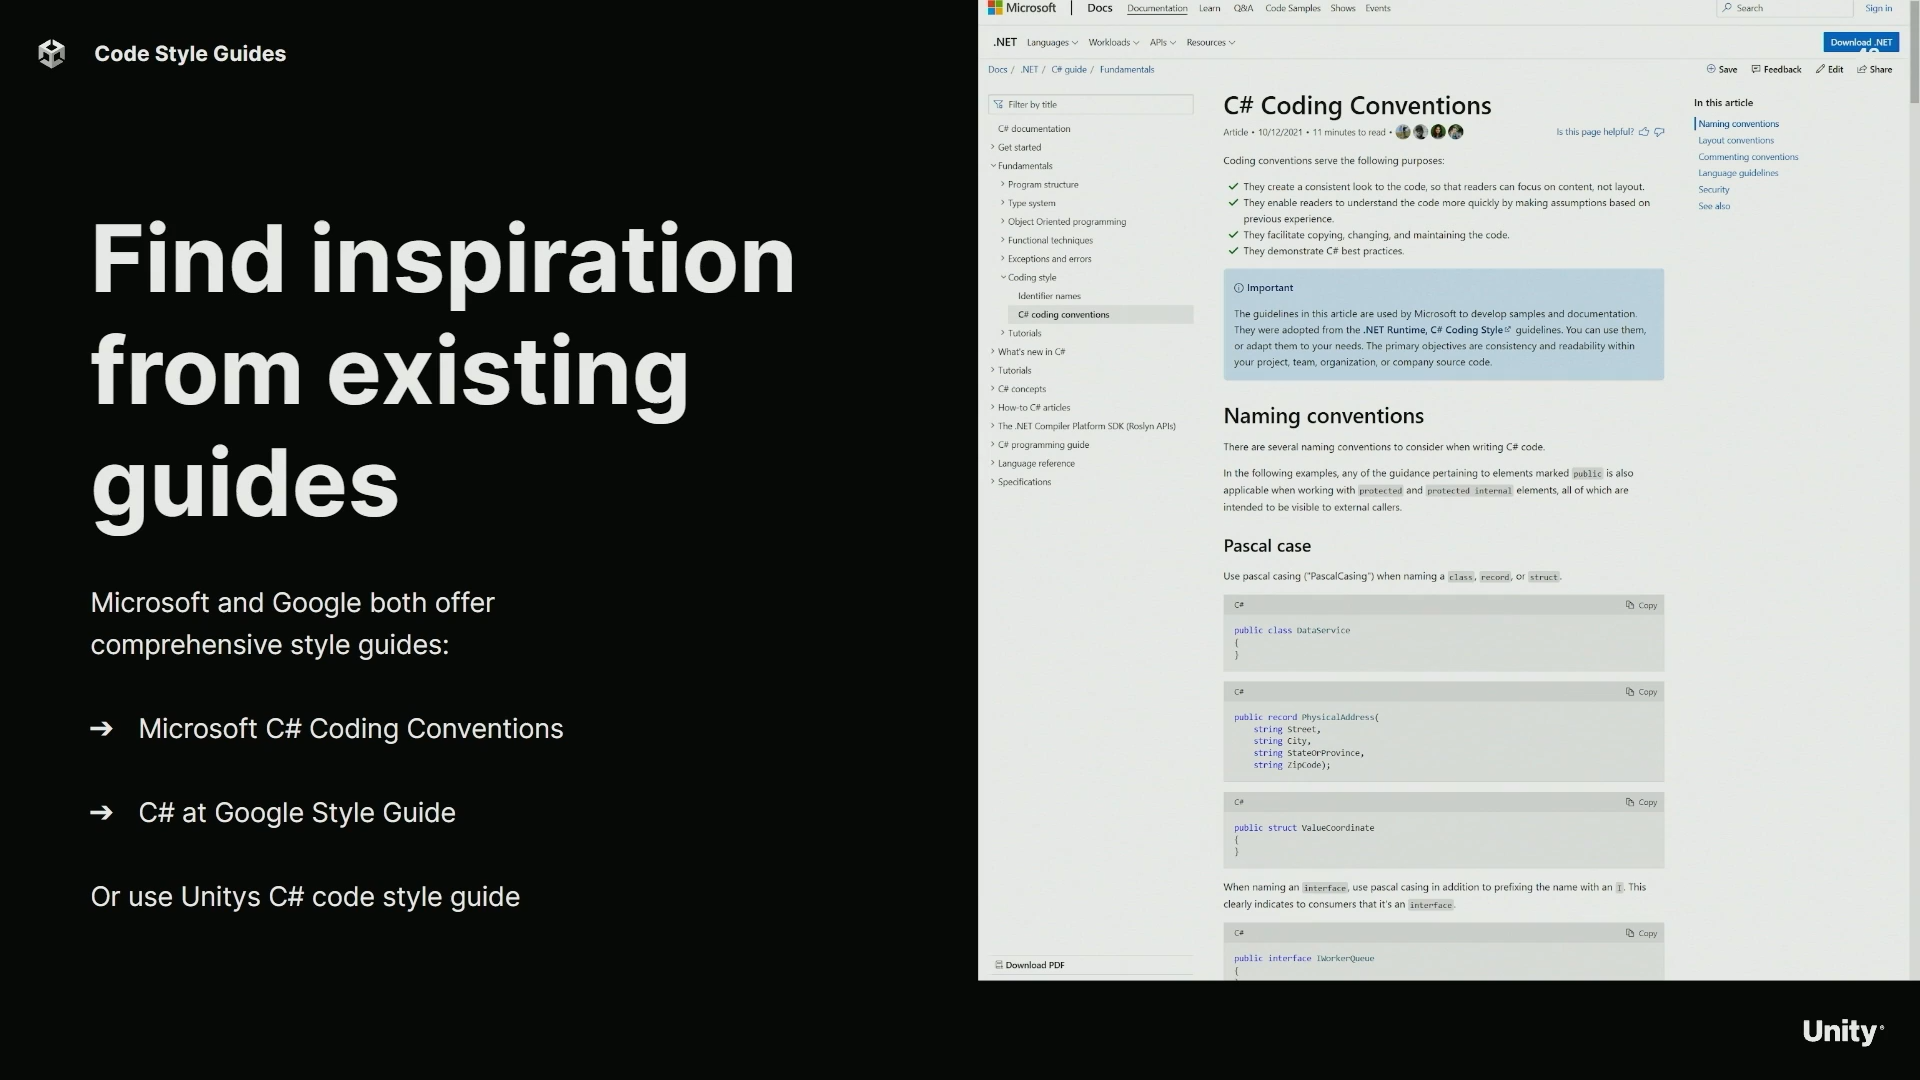 Code Style Guides
Find inspiration
from existing
guides
Microsoft and Google both offer
comprehensive style guides:
➔ Microsoft C# Coding Conventions
➔ C# at Google Style Guide
Or use Unitys C# code style guide
Microsoft | Docs Documentation Learn Q&A Code Samples Shows Events Search Sign in
.NET Languages Workloads APIs Resources Download .NET
Docs / .NET / C# guide / Fundamentals Save Feedback Edit Share
Filter by title
C# documentation
Get started
Fundamentals
Program structure
Type system
Object Oriented programming
Functional techniques
Exceptions and errors
Coding style
Identifier names
C# coding conventions
Tutorials
What's new in C#
Tutorials
C# concepts
How-to C# articles
The .NET Compiler Platform SDK (Roslyn APIs)
C# programming guide
Language reference
Specifications
Download PDF
C# Coding Conventions
Article • 10/12/2021 • 11 minutes to read •
Is this page helpful?
Coding conventions serve the following purposes:
They create a consistent look to the code, so that readers can focus on content, not layout.
They enable readers to understand the code more quickly by making assumptions based on
previous experience.
They facilitate copying, changing, and maintaining the code.
They demonstrate C# best practices.
Important
The guidelines in this article are used by Microsoft to develop samples and documentation.
They were adopted from the .NET Runtime, C# Coding Style guidelines. You can use them,
or adapt them to your needs. The primary objectives are consistency and readability within
your project, team, organization, or company source code.
Naming conventions
There are several naming conventions to consider when writing C# code.
In the following examples, any of the guidance pertaining to elements marked public is also
applicable when working with protected and protected internal elements, all of which are
intended to be visible to external callers.
Pascal case
Use pascal casing ("PascalCasing") when naming a class, record, or struct.
C# Copy
public class DataService
{
}
C# Copy
public record PhysicalAddress(
string Street,
string City,
string StateOrProvince,
string ZipCode);
C# Copy
public struct ValueCoordinate
{
}
When naming an interface, use pascal casing in addition to prefixing the name with an I. This
clearly indicates to consumers that it's an interface.
C# Copy
public interface IWorkerQueue
{
In this article
Naming conventions
Layout conventions
Commenting conventions
Language guidelines
Security
See also
Unity